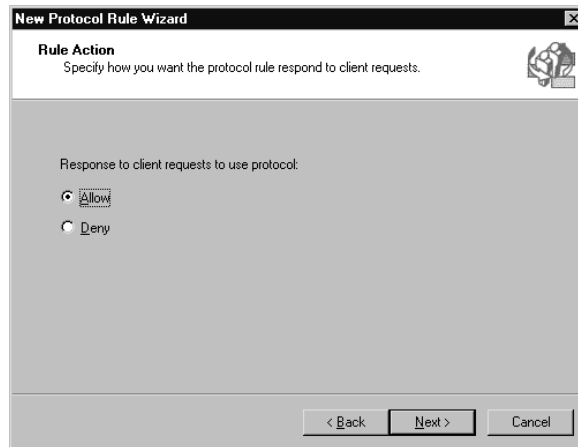 New Protocol Rule Wizard
Rule Action
Specify how you want the protocol rule respond to client requests.
Response to client requests to use protocol:
Allow
Deny
< Back
Next >
Cancel